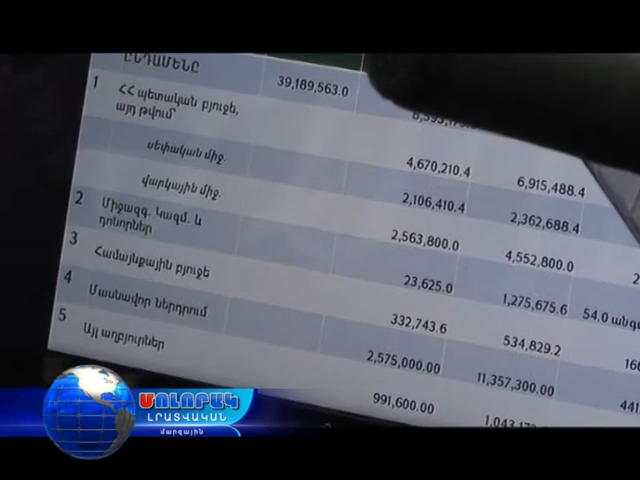 ԸՆԴԱՄԵՆԸ 39,189,563.0
1 ՀՀ պետական բյուջե,
այդ թվում՝ 4,670,210.4 6,915,488.4
սեփական միջ. 2,106,410.4 2,362,688.4
վարկային միջ. 2,563,800.0 4,552,800.0
2 Միջազգ. Կազմ. և
դոնորներ 23,625.0 1,275,675.6 54.0 անգ
3 Համայնքային բյուջե 332,743.6 534,829.2
4 Մասնավոր ներդրում 2,575,000.00 11,357,300.00
5 Այլ աղբյուրներ 991,600.00
ՄՈԼՈՐԱԿ
ԼՐԱՏՎԱԿԱՆ
մարզային